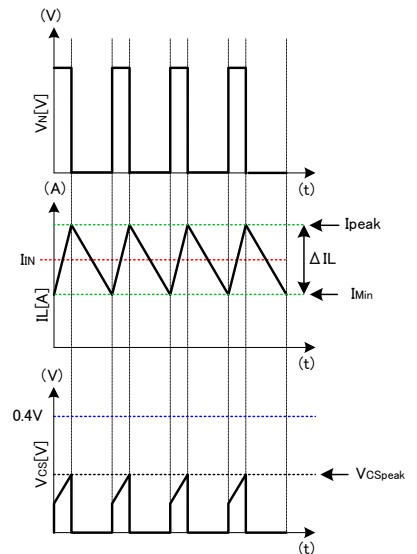 (V)
VN[V]
(t)
(A)
Ipeak
IIN
ΔIL
IL[A]
IMin
(t)
(V)
0.4V
VCS[V]
VCSpeak
(t)